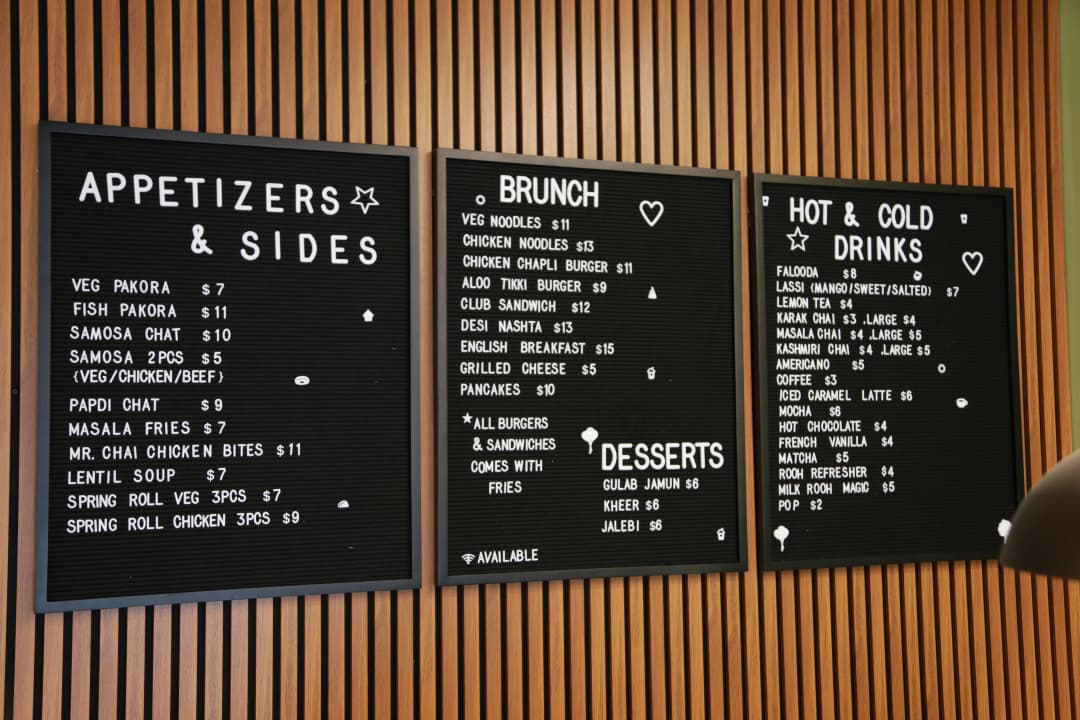 APPETIZERS
& SIDES
VEG PAKORA $7
FISH PAKORA $11
SAMOSA CHAT $10
SAMOSA 2PCS $5
(VEG/CHICKEN/BEEF)
PAPDI CHAT $9
MASALA FRIES $7
MR. CHAI CHICKEN BITES $11
LENTIL SOUP $7
SPRING ROLL VEG 3PCS $7
SPRING ROLL CHICKEN 3PCS $9
BRUNCH
VEG NOODLES $11
CHICKEN NOODLES $13
CHICKEN CHAPLI BURGER $11
ALOO TIKKI BURGER $9
CLUB SANDWICH $12
DESI NASHTA $13
ENGLISH BREAKFAST $15
GRILLED CHEESE $5
PANCAKES $10
★ALL BURGERS
& SANDWICHES
COMES WITH
FRIES
DESSERTS
GULAB JAMUN $6
KHEER $6
JALEBI $6
AVAILABLE
HOT & COLD
DRINKS
FALOODA $8
LASSI (MANGO/SWEET/SALTED) $7
LEMON TEA $4
KARAK CHAI $3 .LARGE $4
MASALA CHAI $4 .LARGE $5
KASHMIRI CHAI $4 .LARGE $5
AMERICANO $5
COFFEE $3
ICED CARAMEL LATTE $6
MOCHA $6
HOT CHOCOLATE $4
FRENCH VANILLA $4
MATCHA $5
ROOH REFRESHER $4
MILK ROOH MAGIC $5
POP $2